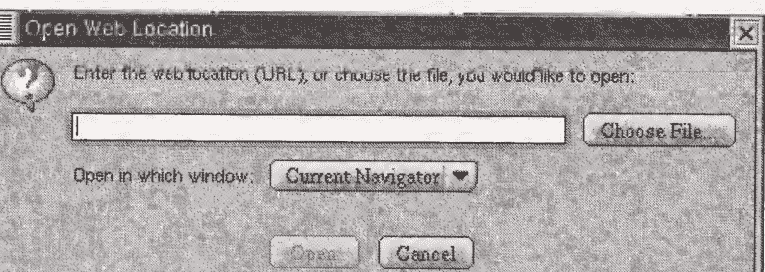 Open Web Location
Enter the web location (URL), or choose the file, you would like to open:
Choose File...
Open in which window: Current Navigator
Open Cancel